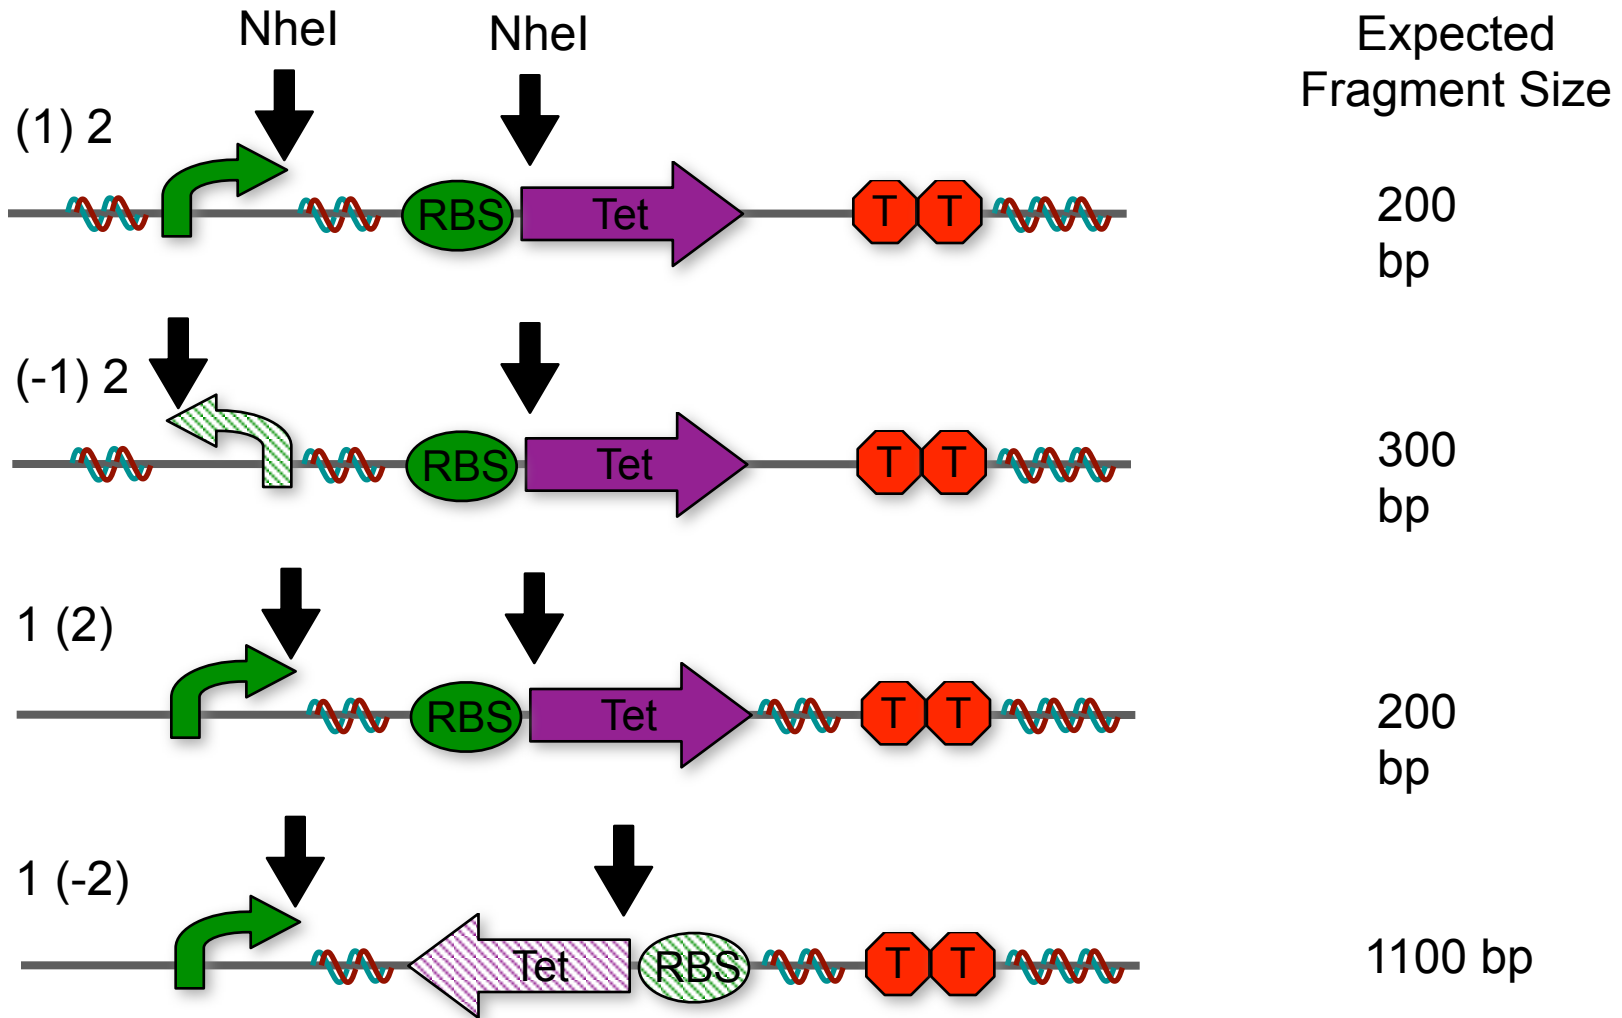 NheI NheI Expected
Fragment Size
(1) 2
RBS Tet T T 200
bp
(-1) 2
RBS Tet T T 300
bp
1 (2)
RBS Tet T T 200
bp
1 (-2)
Tet RBS T T 1100 bp